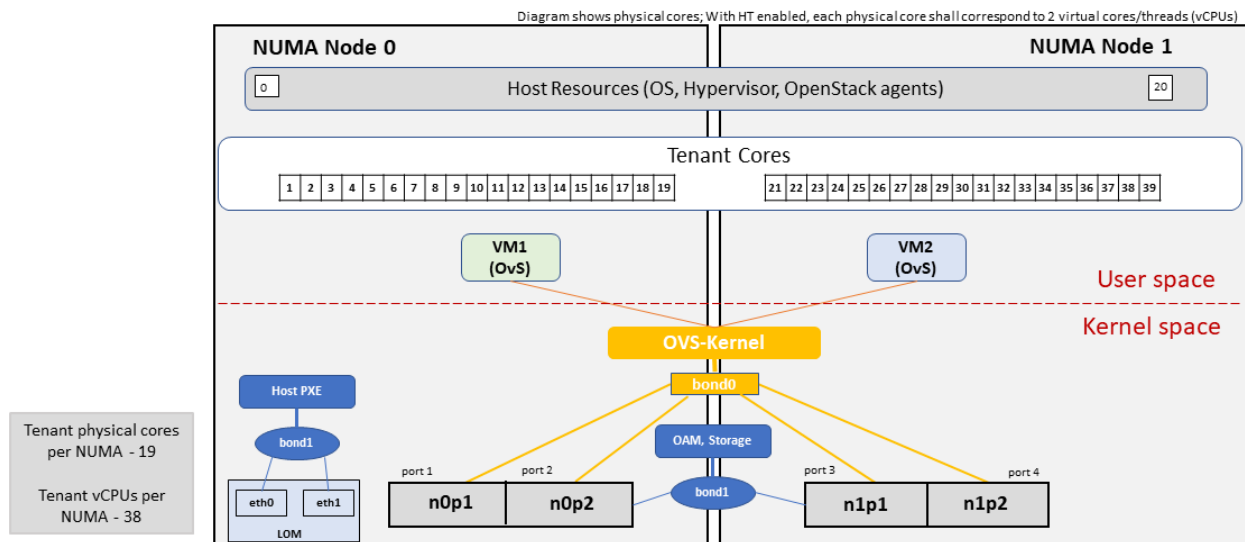 Diagram shows physical cores; With HT enabled, each physical core shall correspond to 2 virtual cores/threads (vCPUs)
NUMA Node 0
NUMA Node 1
0
Host Resources (OS, Hypervisor, OpenStack agents)
20
Tenant Cores
1 2 3 4 5 6 7 8 9 10 11 12 13 14 15 16 17 18 19
21 22 23 24 25 26 27 28 29 30 31 32 33 34 35 36 37 38 39
VM1
(OvS)
VM2
(OvS)
User space
Kernel space
OVS-Kernel
bond0
Host PXE
bond1
eth0
eth1
LOM
OAM, Storage
bond1
port 1
port 2
port 3
port 4
n0p1
n0p2
n1p1
n1p2
Tenant physical cores
per NUMA - 19
Tenant vCPUs per
NUMA - 38